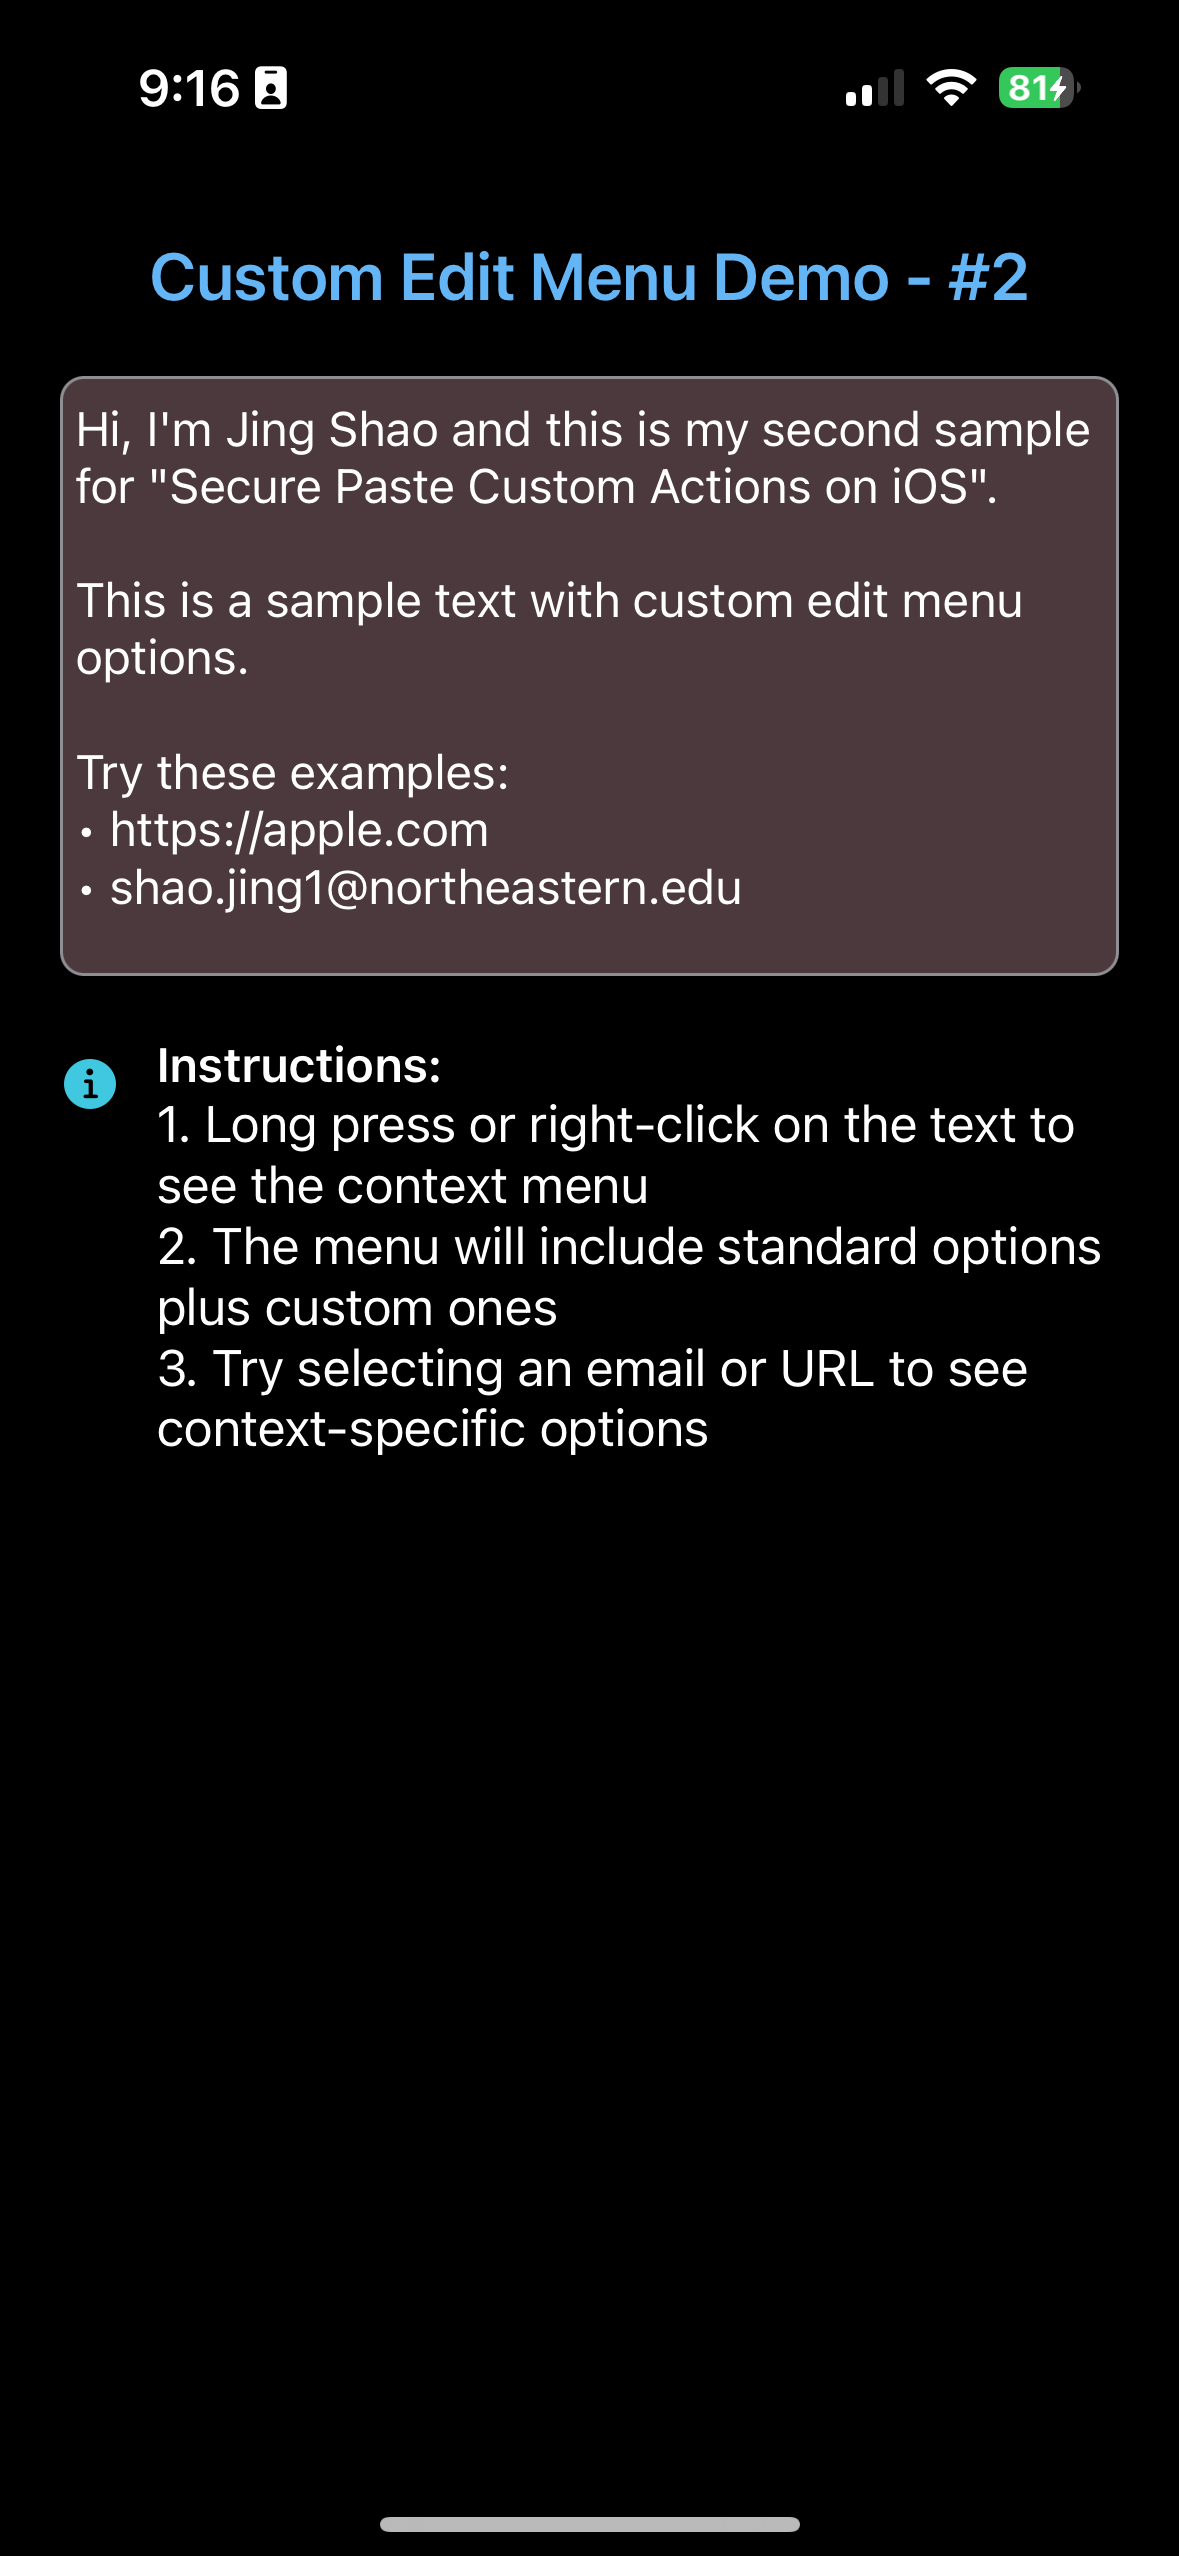 9:16
81
Custom Edit Menu Demo - #2
Hi, I'm Jing Shao and this is my second sample
for "Secure Paste Custom Actions on iOS".
This is a sample text with custom edit menu
options.
Try these examples:
• https://apple.com
• shao.jing1@northeastern.edu
Instructions:
1. Long press or right-click on the text to
see the context menu
2. The menu will include standard options
plus custom ones
3. Try selecting an email or URL to see
context-specific options